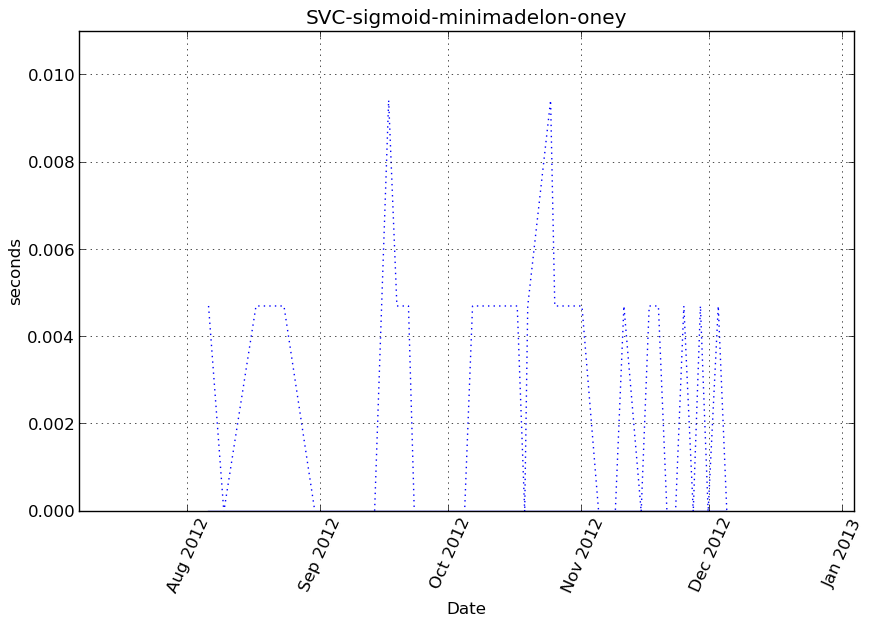 SVC-sigmoid-minimadelon-oney
0.010
0.008
0.006
0.004
0.002
0.000
seconds
Aug 2012
Sep 2012
Oct 2012
Nov 2012
Dec 2012
Jan 2013
Date